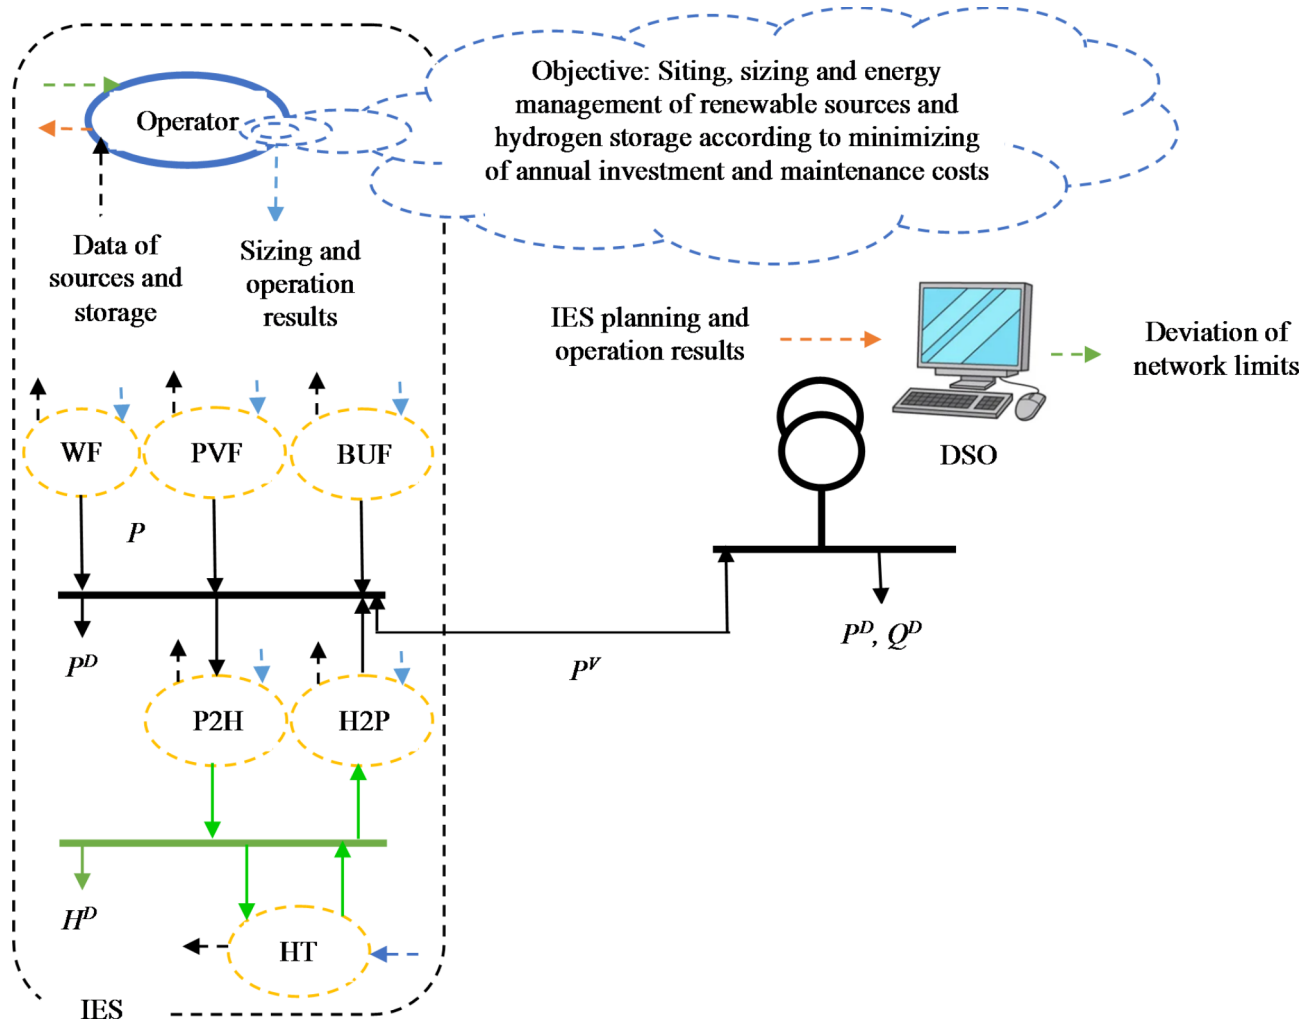 Objective: Siting, sizing and energy
management of renewable sources and
hydrogen storage according to minimizing
of annual investment and maintenance costs
Operator
Data of
sources and
storage
Sizing and
operation
results
IES planning and
operation results
Deviation of
network limits
DSO
WF
PVF
BUF
P
P^D
P^V
P^D, Q^D
P2H
H2P
H^D
HT
IES